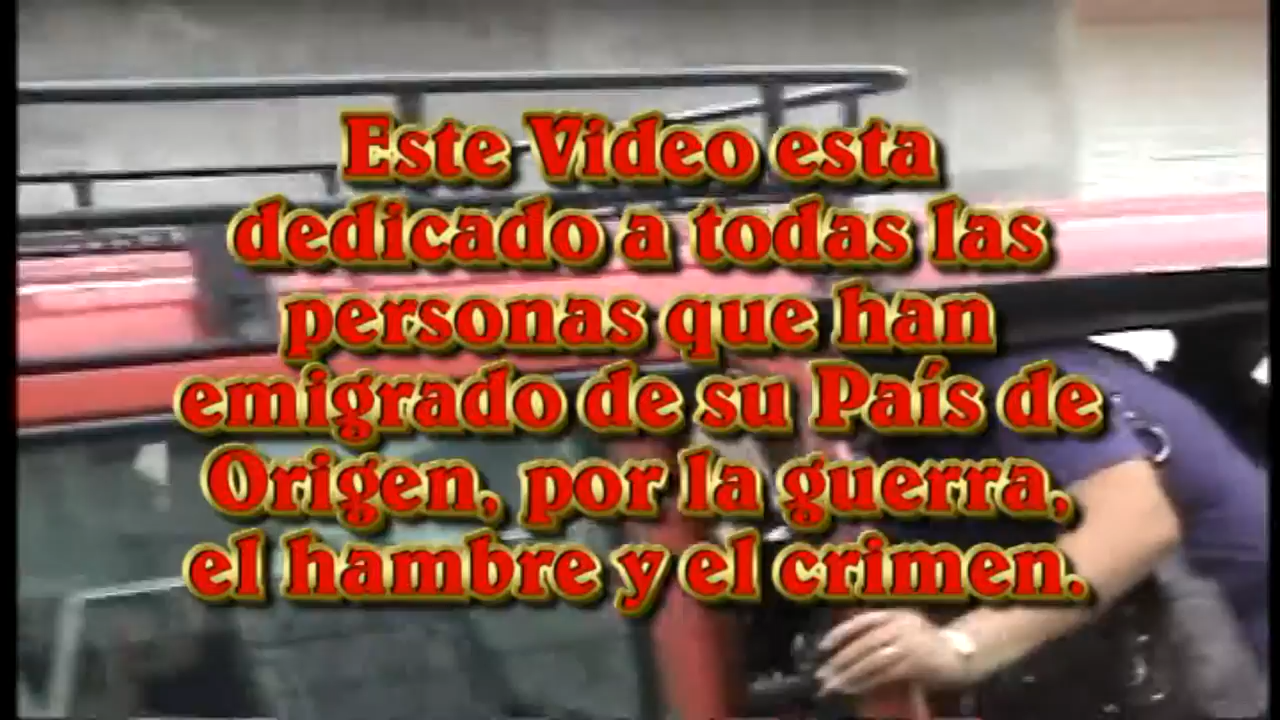 Este Video esta
dedicado a todas las
personas que han
emigrado de su País de
Origen, por la guerra,
el hambre y el crimen.